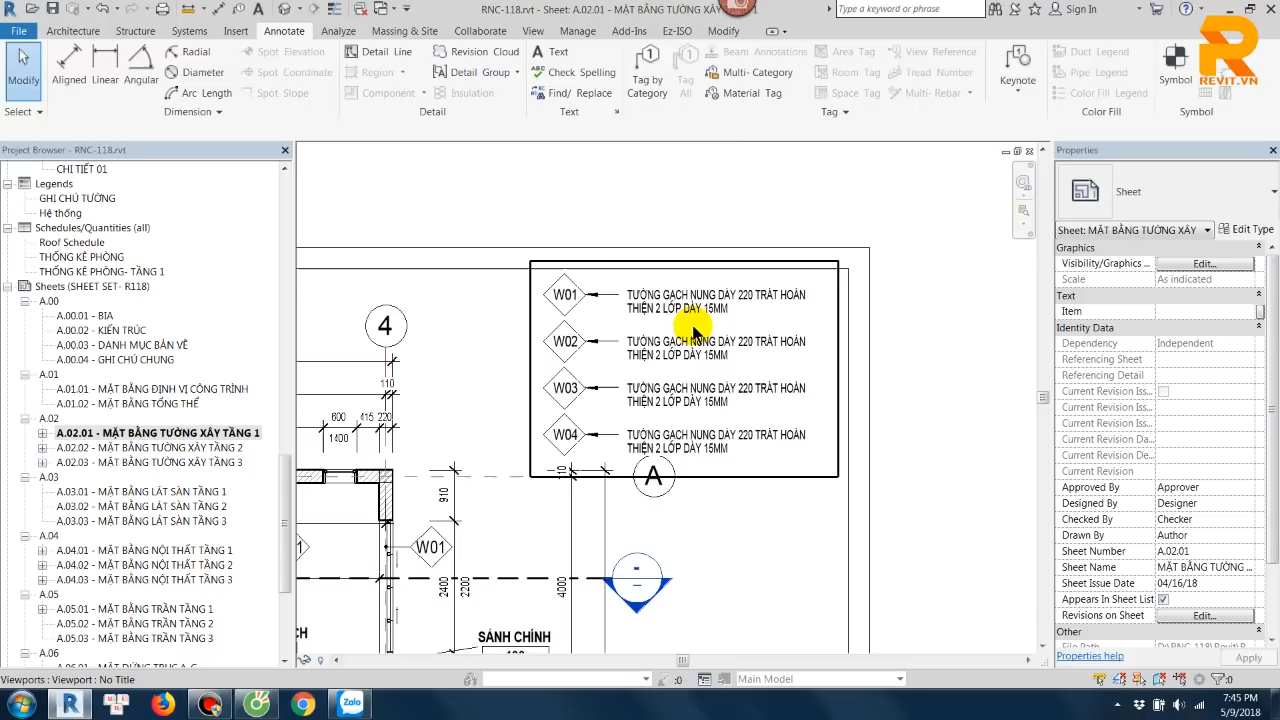 RNC-118.rvt - Sheet: A.02.01 - MẶT BẰNG TƯỜNG XÂY...
Type a keyword or phrase
Sign In
File Architecture Structure Systems Insert Annotate Analyze Massing & Site Collaborate View Manage Add-Ins Ez-ISO Modify
Modify
Select
Aligned
Linear
Angular
Radial
Diameter
Arc Length
Spot Elevation
Spot Coordinate
Spot Slope
Dimension
Detail Line
Region
Component
Revision Cloud
Detail Group
Insulation
Detail
Text
Check Spelling
Find/ Replace
Text
Tag by Category
Tag All
Beam Annotations
Multi- Category
Material Tag
Area Tag
Room Tag
Space Tag
View Reference
Tread Number
Multi- Rebar
Tag
Keynote
Duct Legend
Pipe Legend
Color Fill Legend
Color Fill
Symbol
Symbol
REVIT.VN
Project Browser - RNC-118.rvt
CHI TIẾT 01
Legends
GHI CHÚ TƯỜNG
Hệ thống
Schedules/Quantities (all)
Roof Schedule
THỐNG KÊ PHÒNG
THỐNG KÊ PHÒNG- TẦNG 1
Sheets (SHEET SET- R118)
A.00
A.00.01 - BIA
A.00.02 - KIẾN TRÚC
A.00.03 - DANH MỤC BẢN VẼ
A.00.04 - GHI CHÚ CHUNG
A.01
A.01.01 - MẶT BẰNG ĐỊNH VỊ CÔNG TRÌNH
A.01.02 - MẶT BẰNG TỔNG THỂ
A.02
A.02.01 - MẶT BẰNG TƯỜNG XÂY TẦNG 1
A.02.02 - MẶT BẰNG TƯỜNG XÂY TẦNG 2
A.02.03 - MẶT BẰNG TƯỜNG XÂY TẦNG 3
A.03
A.03.01 - MẶT BẰNG LÁT SÀN TẦNG 1
A.03.02 - MẶT BẰNG LÁT SÀN TẦNG 2
A.03.03 - MẶT BẰNG LÁT SÀN TẦNG 3
A.04
A.04.01 - MẶT BẰNG NỘI THẤT TẦNG 1
A.04.02 - MẶT BẰNG NỘI THẤT TẦNG 2
A.04.03 - MẶT BẰNG NỘI THẤT TẦNG 3
A.05
A.05.01 - MẶT BẰNG TRẦN TẦNG 1
A.05.02 - MẶT BẰNG TRẦN TẦNG 2
A.05.03 - MẶT BẰNG TRẦN TẦNG 3
A.06
W01 TƯỜNG GẠCH NUNG DÀY 220 TRÁT HOÀN
THIỆN 2 LỚP DÀY 15MM
W02 TƯỜNG GẠCH NUNG DÀY 220 TRÁT HOÀN
THIỆN 2 LỚP DÀY 15MM
W03 TƯỜNG GẠCH NUNG DÀY 220 TRÁT HOÀN
THIỆN 2 LỚP DÀY 15MM
W04 TƯỜNG GẠCH NUNG DÀY 220 TRÁT HOÀN
THIỆN 2 LỚP DÀY 15MM
4
110
600 415 220
1400
910
110
A
W01
2400
2200
4000
SẢNH CHÍNH
Properties
Sheet
Sheet: MẶT BẰNG TƯỜNG XÂY
Edit Type
Graphics
Visibility/Graphics ... Edit...
Scale As indicated
Text
Item
Identity Data
Dependency Independent
Referencing Sheet
Referencing Detail
Current Revision Iss...
Current Revision Iss...
Current Revision Iss...
Current Revision Da...
Current Revision De...
Current Revision
Approved By Approver
Designed By Designer
Checked By Checker
Drawn By Author
Sheet Number A.02.01
Sheet Name MẶT BẰNG TƯỜNG ...
Sheet Issue Date 04/16/18
Appears In Sheet List
Revisions on Sheet Edit...
Other
Properties help
Apply
Viewports : Viewport : No Title
:0
Main Model
:0
Zalo
7:45 PM
5/9/2018